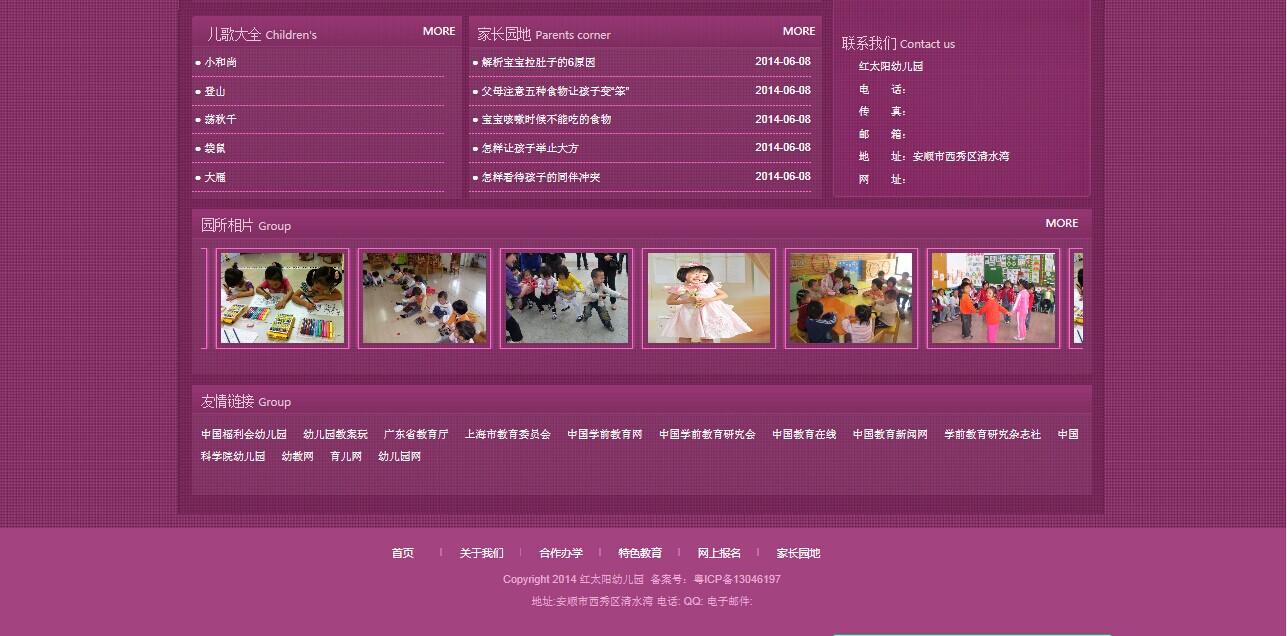 儿歌大全 Children's MORE
● 小和尚
● 登山
● 荡秋千
● 袋鼠
● 大雁
家长园地 Parents corner MORE
● 解析宝宝拉肚子的6原因 2014-06-08
● 父母注意五种食物让孩子变"笨" 2014-06-08
● 宝宝咳嗽时候不能吃的食物 2014-06-08
● 怎样让孩子举止大方 2014-06-08
● 怎样看待孩子的同伴冲突 2014-06-08
联系我们 Contact us
红太阳幼儿园
电 话：
传 真：
邮 箱：
地 址：安顺市西秀区清水湾
网 址：
园所相片 Group MORE
友情链接 Group
中国福利会幼儿园 幼儿园教案玩 广东省教育厅 上海市教育委员会 中国学前教育网 中国学前教育研究会 中国教育在线 中国教育新闻网 学前教育研究杂志社 中国
科学院幼儿园 幼教网 育儿网 幼儿园网
首页 | 关于我们 | 合作办学 | 特色教育 | 网上报名 | 家长园地
Copyright 2014 红太阳幼儿园 备案号：粤ICP备13046197
地址:安顺市西秀区清水湾 电话: QQ: 电子邮件: